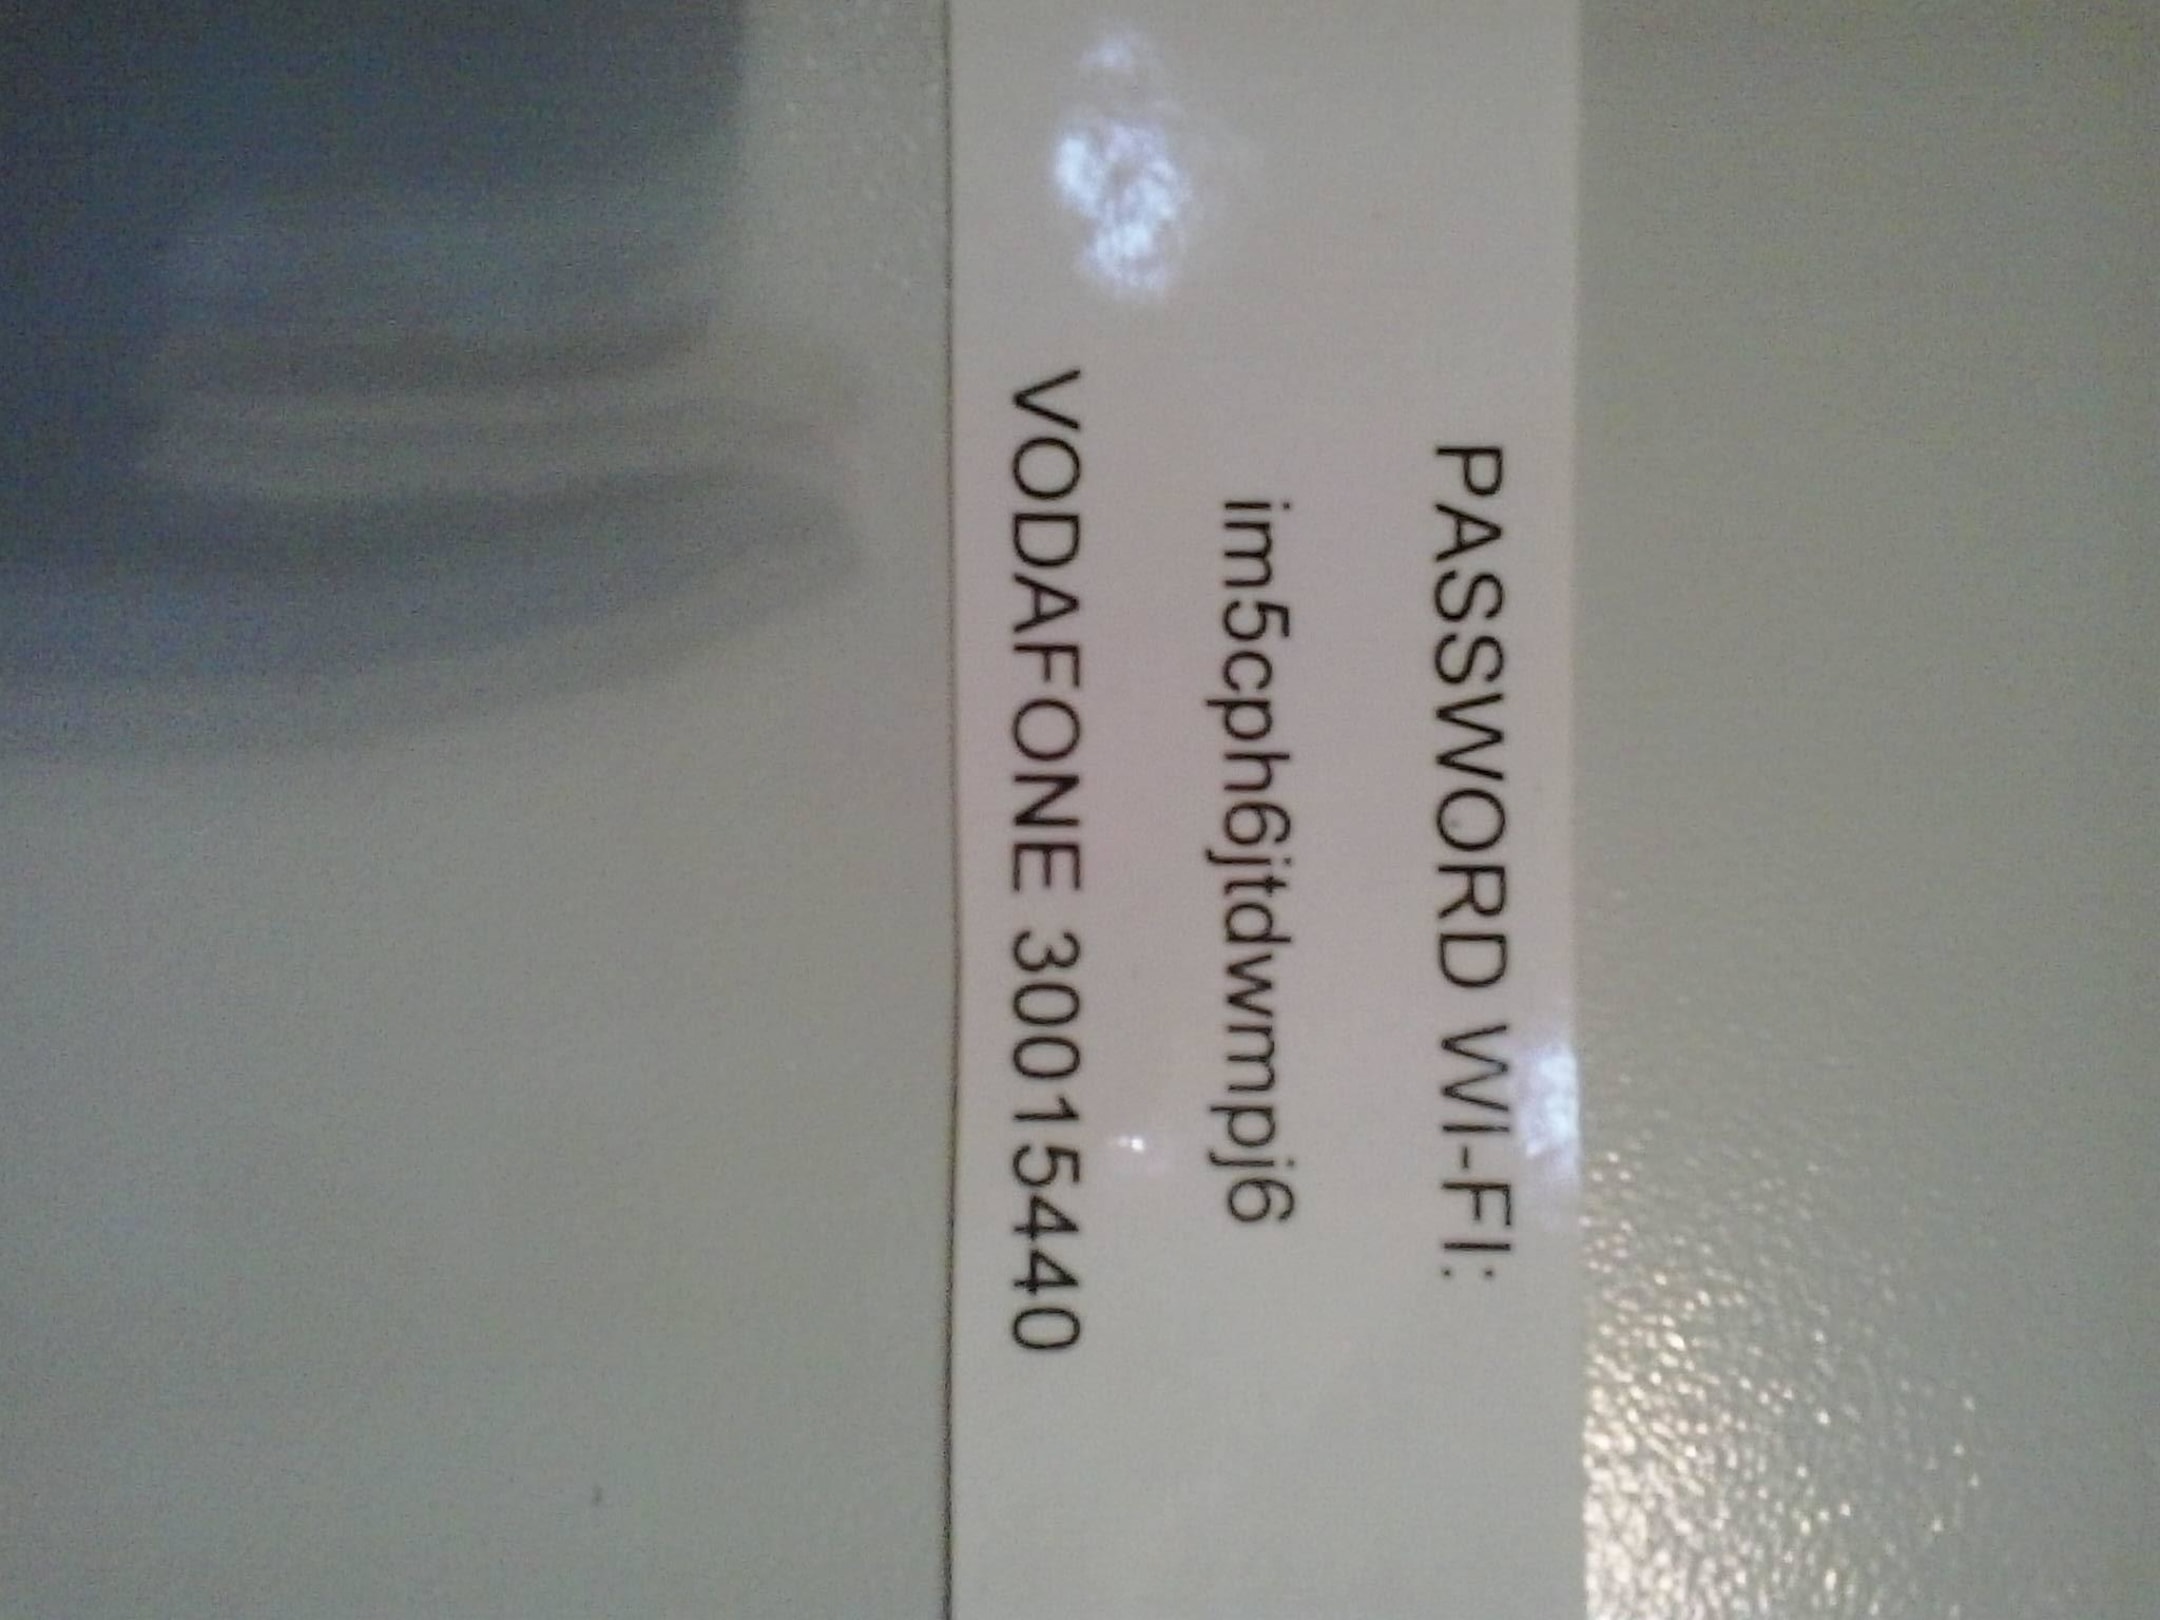 PASSWORD WI-FI:
im5cph6jtdwmpj6
VODAFONE 30015440